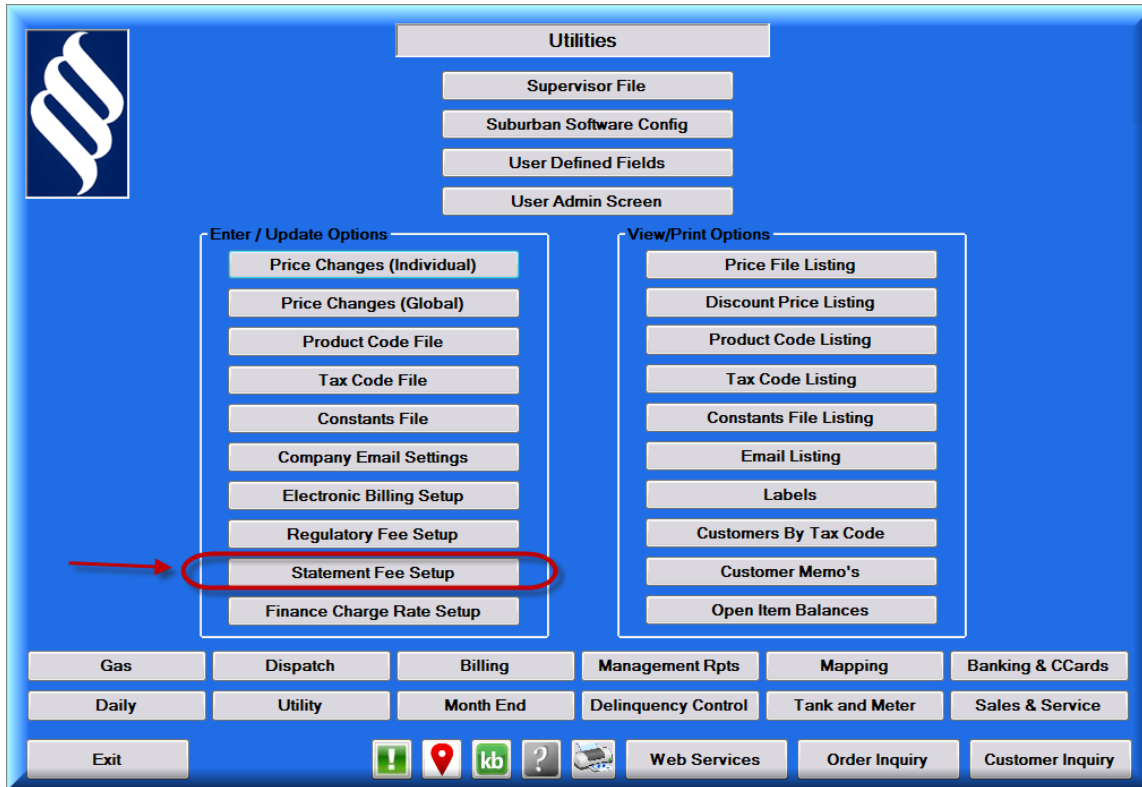 Utilities
Supervisor File
Suburban Software Config
User Defined Fields
User Admin Screen
Enter / Update Options
Price Changes (Individual)
Price Changes (Global)
Product Code File
Tax Code File
Constants File
Company Email Settings
Electronic Billing Setup
Regulatory Fee Setup
Statement Fee Setup
Finance Charge Rate Setup
View/Print Options
Price File Listing
Discount Price Listing
Product Code Listing
Tax Code Listing
Constants File Listing
Email Listing
Labels
Customers By Tax Code
Customer Memo's
Open Item Balances
Gas Dispatch Billing Management Rpts Mapping Banking & CCards
Daily Utility Month End Delinquency Control Tank and Meter Sales & Service
Exit ! kb ? Web Services Order Inquiry Customer Inquiry